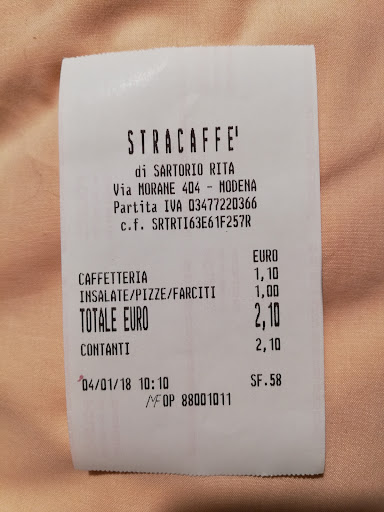 STRACAFFE'
di SARTORIO RITA
Via MORANE 404 - MODENA
Partita IVA 03477220366
c.f. SRTRTI63E61F257R
EURO
CAFFETTERIA 1,10
INSALATE/PIZZE/FARCITI 1,00
TOTALE EURO 2,10
CONTANTI 2,10
04/01/18 10:10 SF.58
MF OP 88001011